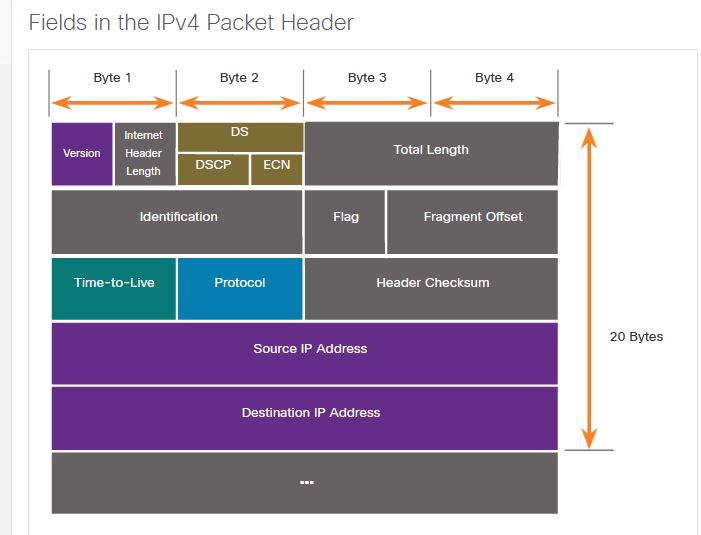 Fields in the IPv4 Packet Header
Byte 1 Byte 2 Byte 3 Byte 4
Version
Internet
Header
Length
DS
DSCP ECN
Total Length
Identification Flag Fragment Offset
Time-to-Live Protocol Header Checksum
Source IP Address
20 Bytes
Destination IP Address
...